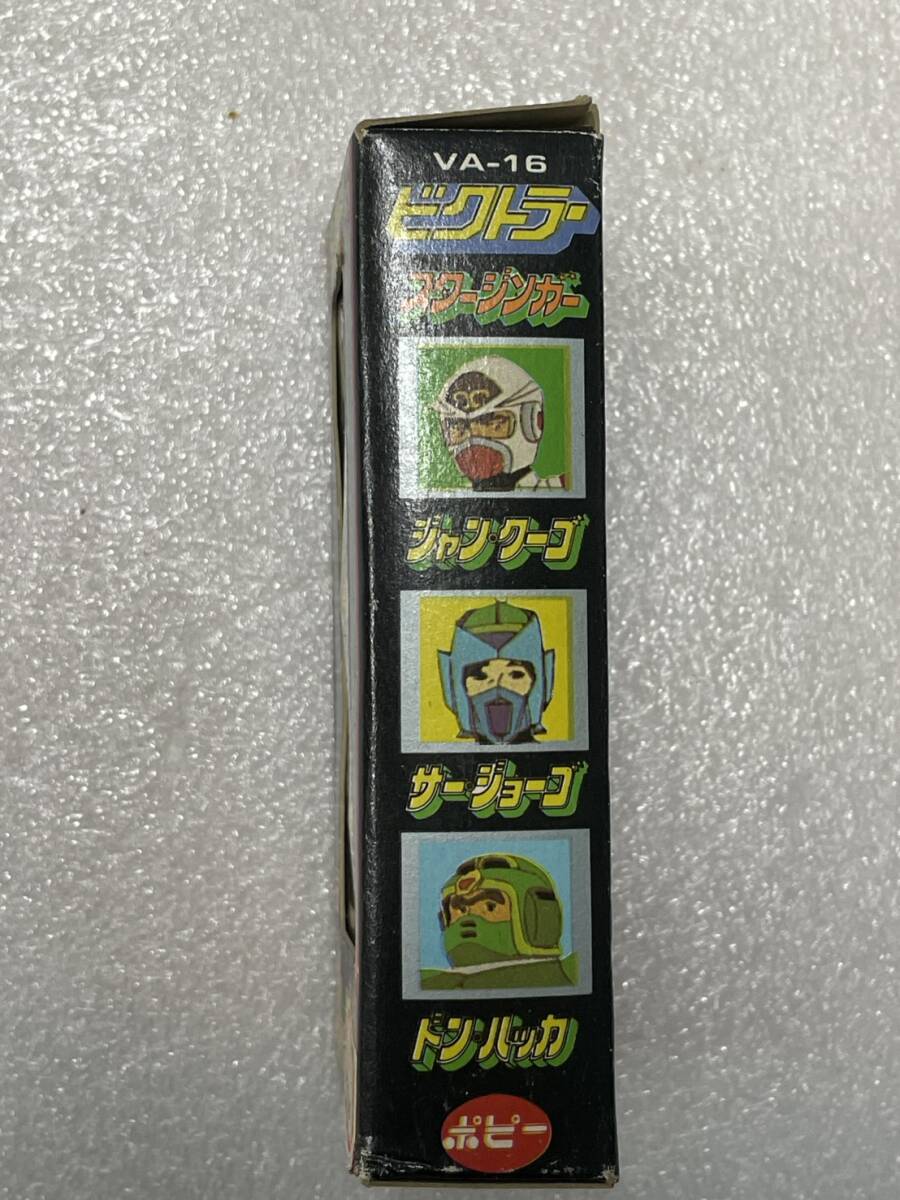 VA-16
ビクトラー
スタージンガー
ジャン・クーゴ
サー・ジョーゴ
ドン・ハッカ
ポピー